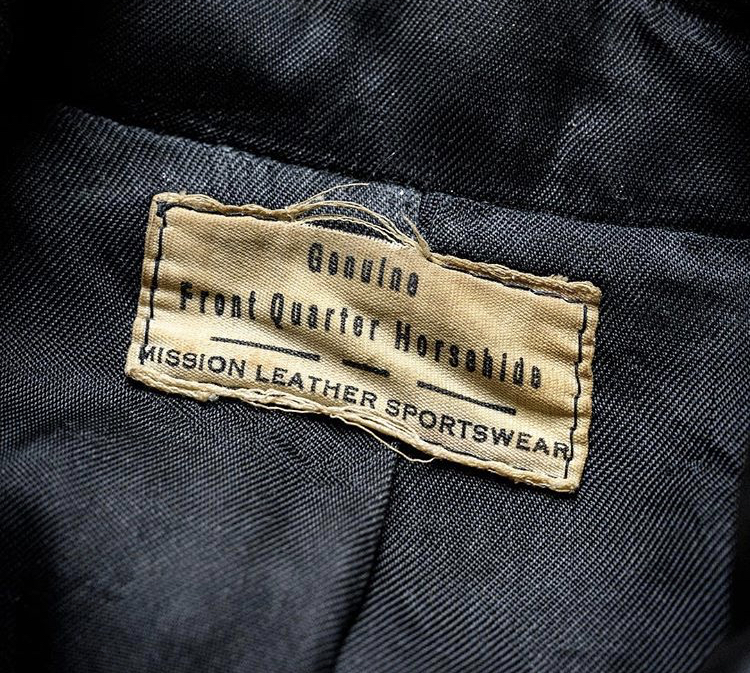 Genuine
Front Quarter Horsehide
MISSION LEATHER SPORTSWEAR